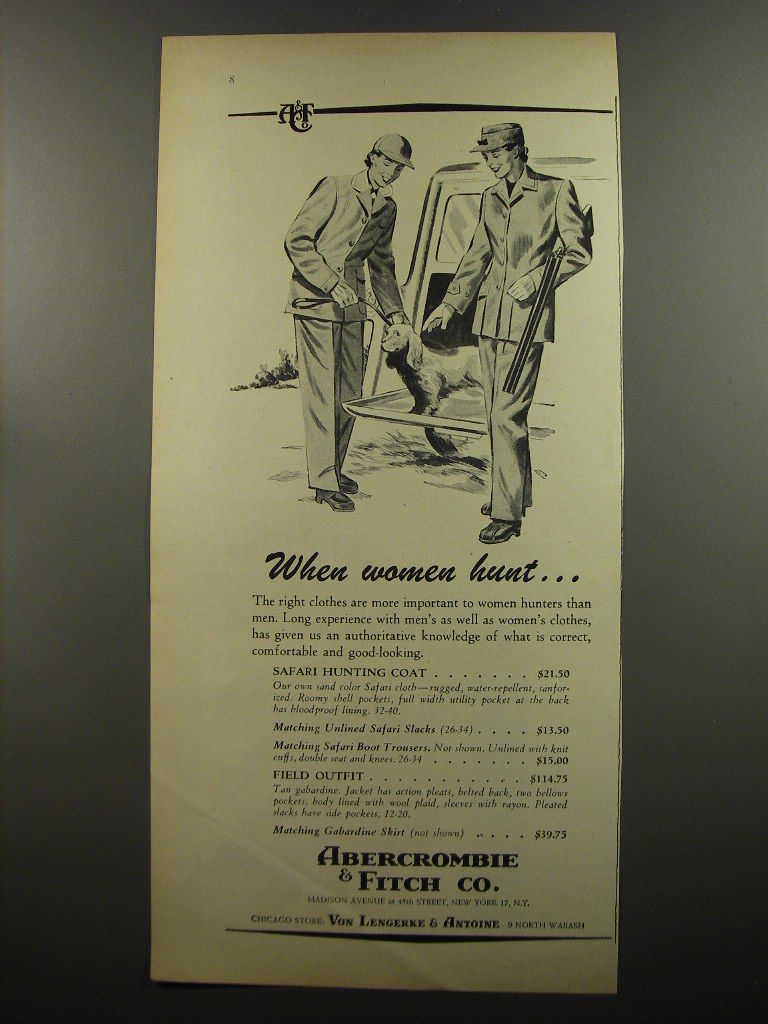 8
A&F Co
When women hunt...
The right clothes are more important to women hunters than
men. Long experience with men's as well as women's clothes,
has given us an authoritative knowledge of what is correct,
comfortable and good-looking.
SAFARI HUNTING COAT . . . . . . . $21.50
Our own sand color Safari cloth—rugged, water-repellent, sanfor-
ized. Roomy shell pockets, full width utility pocket at the back
has bloodproof lining. 32-40.
Matching Unlined Safari Slacks (26-34) . . . . $13.50
Matching Safari Boot Trousers. Not shown. Unlined with knit
cuffs, double seat and knees. 26-34 . . . . . . . $15.00
FIELD OUTFIT . . . . . . . . . . . $114.75
Tan gabardine. Jacket has action pleats, belted back, two bellows
pockets, body lined with wool plaid, sleeves with rayon. Pleated
slacks have side pockets. 12-20.
Matching Gabardine Skirt (not shown) . . . . $39.75
ABERCROMBIE
& FITCH CO.
MADISON AVENUE at 45th STREET, NEW YORK 17, N.Y.
CHICAGO STORE: VON LENGERKE & ANTOINE 9 NORTH WABASH